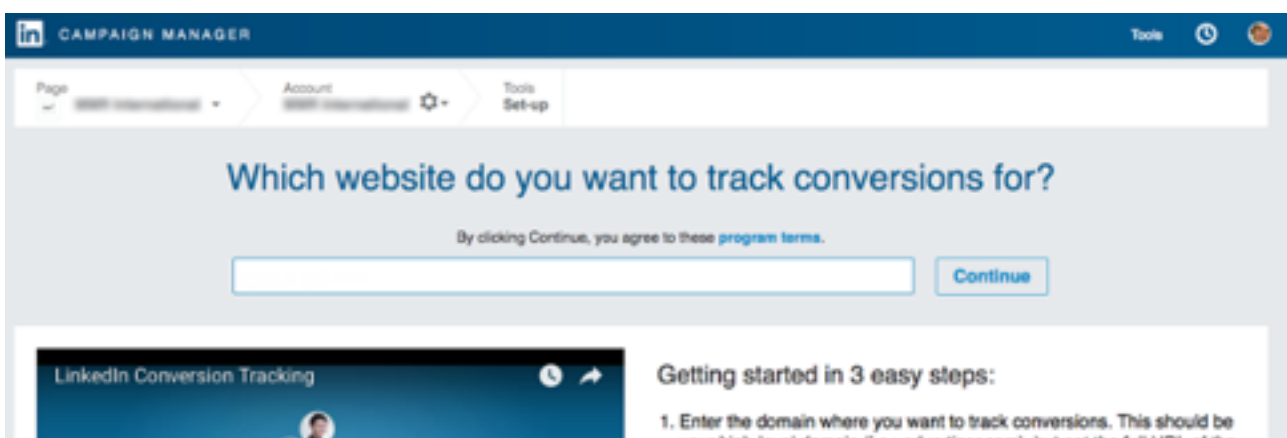 in CAMPAIGN MANAGER
Tools
Page
Account
Tools
Set-up
Which website do you want to track conversions for?
By clicking Continue, you agree to these program terms.
Continue
LinkedIn Conversion Tracking
Getting started in 3 easy steps:
1. Enter the domain where you want to track conversions. This should be